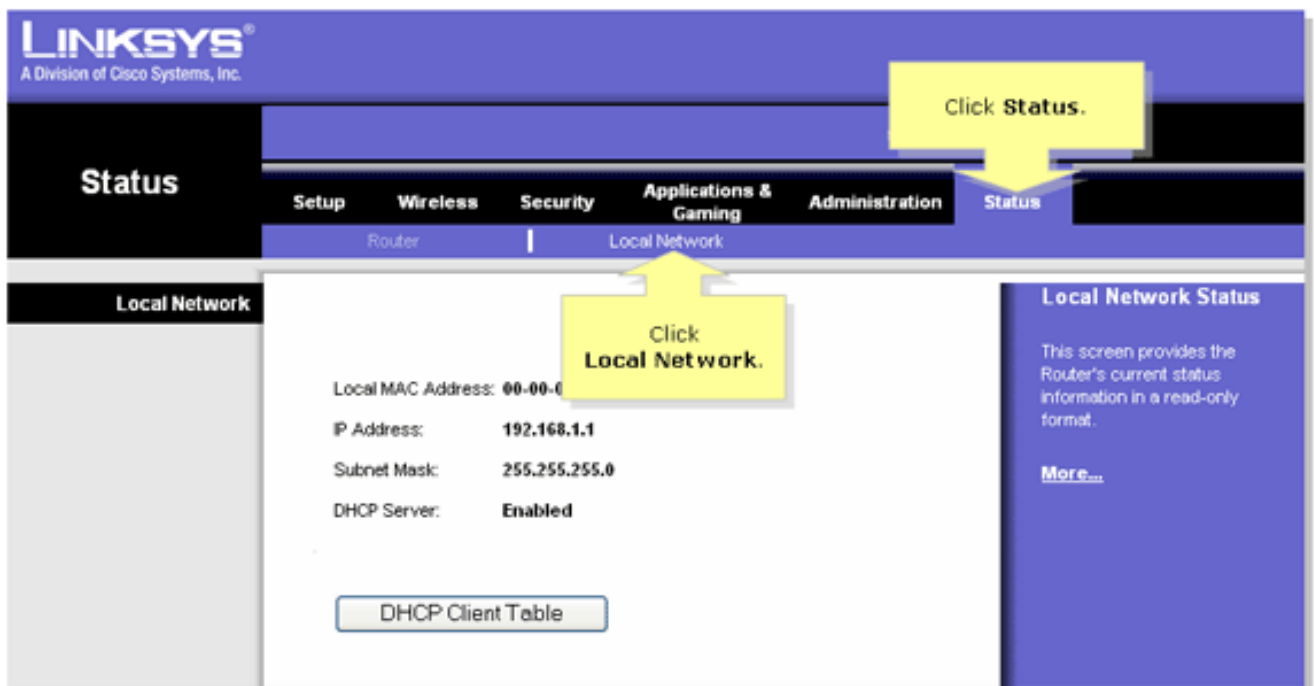 LINKSYS®
A Division of Cisco Systems, Inc.
Click Status.
Status
Setup Wireless Security Applications & Gaming Administration Status
Router Local Network
Local Network
Click
Local Network.
Local MAC Address: 00-00-
IP Address: 192.168.1.1
Subnet Mask: 255.255.255.0
DHCP Server: Enabled
DHCP Client Table
Local Network Status
This screen provides the
Router's current status
information in a read-only
format.
More...